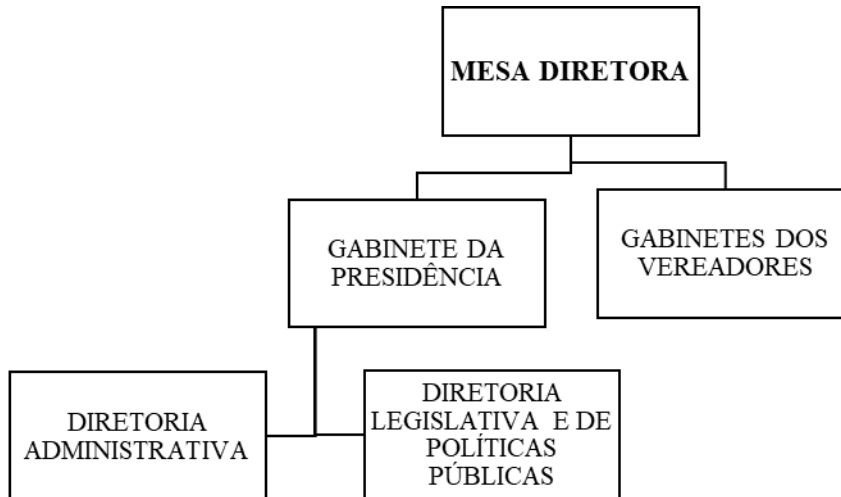 MESA DIRETORA
GABINETE DA
PRESIDÊNCIA
GABINETES DOS
VEREADORES
DIRETORIA
ADMINISTRATIVA
DIRETORIA
LEGISLATIVA E DE
POLÍTICAS
PÚBLICAS